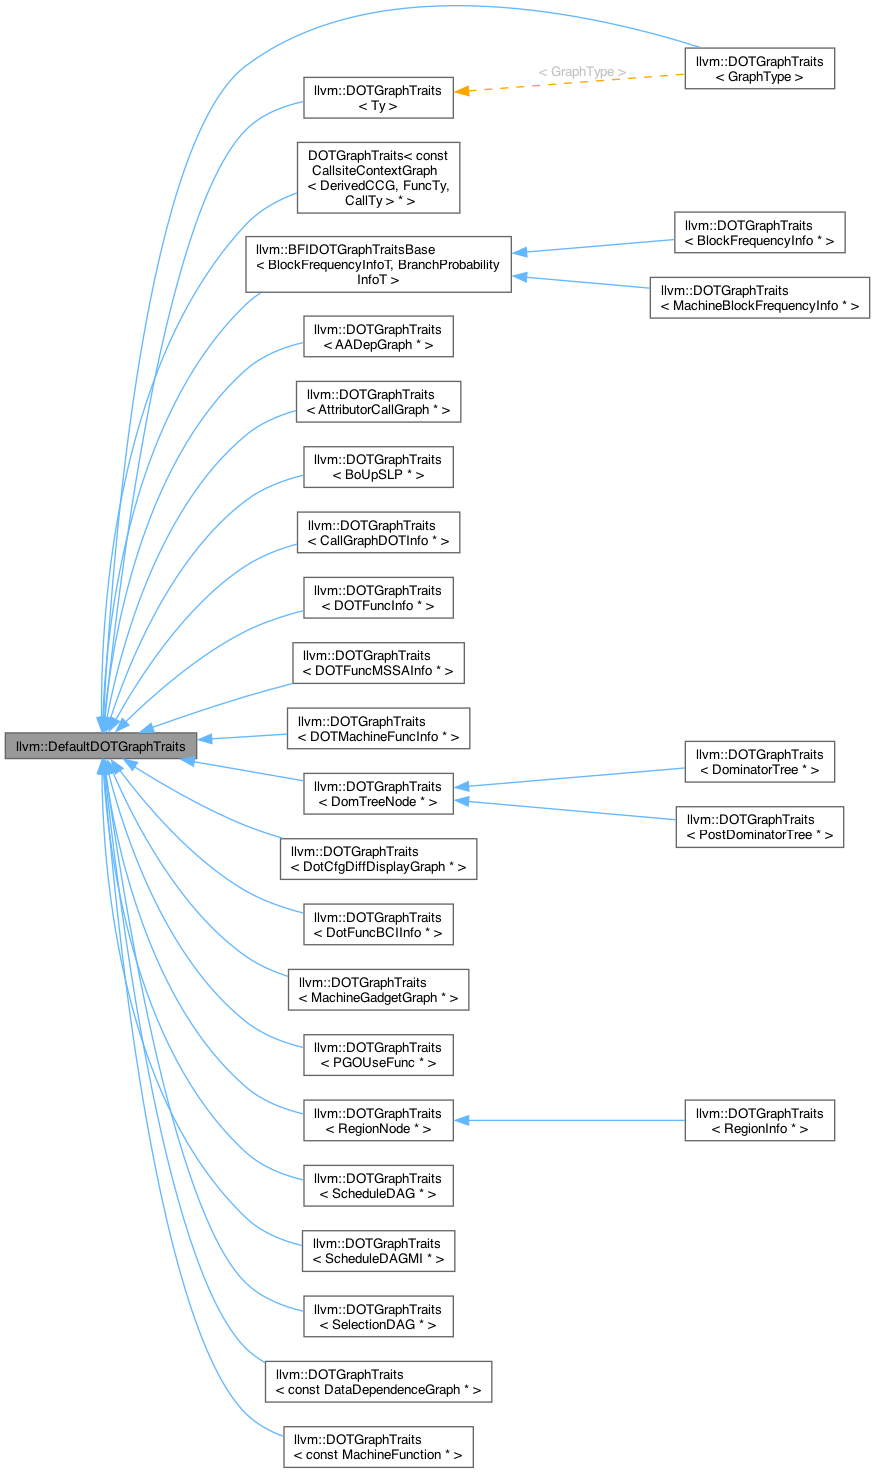 llvm::DOTGraphTraits
< GraphType >
< GraphType >
llvm::DOTGraphTraits
< Ty >
DOTGraphTraits< const
CallsiteContextGraph
< DerivedCCG, FuncTy,
CallTy > * >
llvm::BFIDOTGraphTraitsBase
< BlockFrequencyInfoT, BranchProbability
InfoT >
llvm::DOTGraphTraits
< BlockFrequencyInfo * >
llvm::DOTGraphTraits
< MachineBlockFrequencyInfo * >
llvm::DOTGraphTraits
< AADepGraph * >
llvm::DOTGraphTraits
< AttributorCallGraph * >
llvm::DOTGraphTraits
< BoUpSLP * >
llvm::DOTGraphTraits
< CallGraphDOTInfo * >
llvm::DOTGraphTraits
< DOTFuncInfo * >
llvm::DOTGraphTraits
< DOTFuncMSSAInfo * >
llvm::DefaultDOTGraphTraits
llvm::DOTGraphTraits
< DOTMachineFuncInfo * >
llvm::DOTGraphTraits
< DomTreeNode * >
llvm::DOTGraphTraits
< DominatorTree * >
llvm::DOTGraphTraits
< PostDominatorTree * >
llvm::DOTGraphTraits
< DotCfgDiffDisplayGraph * >
llvm::DOTGraphTraits
< DotFuncBCIInfo * >
llvm::DOTGraphTraits
< MachineGadgetGraph * >
llvm::DOTGraphTraits
< PGOUseFunc * >
llvm::DOTGraphTraits
< RegionNode * >
llvm::DOTGraphTraits
< RegionInfo * >
llvm::DOTGraphTraits
< ScheduleDAG * >
llvm::DOTGraphTraits
< ScheduleDAGMI * >
llvm::DOTGraphTraits
< SelectionDAG * >
llvm::DOTGraphTraits
< const DataDependenceGraph * >
llvm::DOTGraphTraits
< const MachineFunction * >